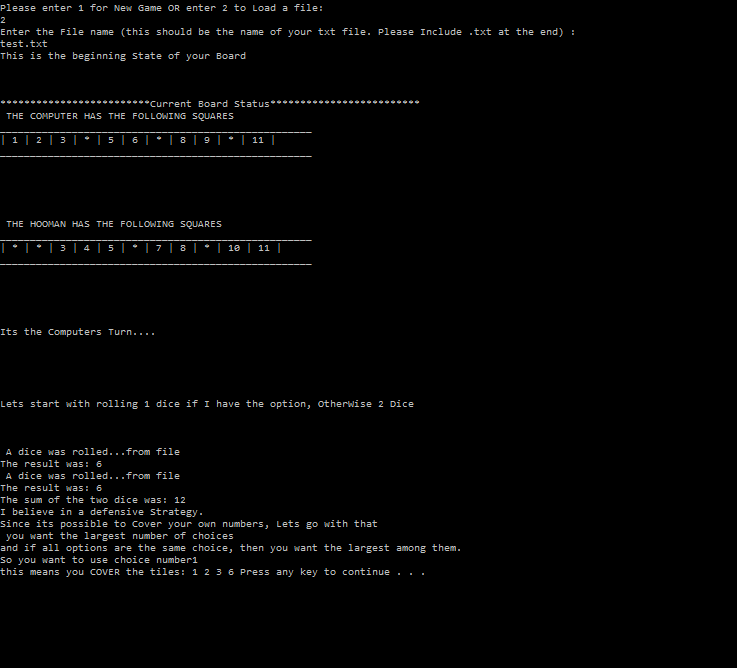 Please enter 1 for New Game OR enter 2 to Load a file:
2
Enter the File name (this should be the name of your txt file. Please Include .txt at the end) :
test.txt
This is the beginning State of your Board
*************************Current Board Status*************************
THE COMPUTER HAS THE FOLLOWING SQUARES
____________________________________________________
| 1 | 2 | 3 | * | 5 | 6 | * | 8 | 9 | * | 11 |
____________________________________________________
THE HOOMAN HAS THE FOLLOWING SQUARES
____________________________________________________
| * | * | 3 | 4 | 5 | * | 7 | 8 | * | 10 | 11 |
____________________________________________________
Its the Computers Turn....
Lets start with rolling 1 dice if I have the option, OtherWise 2 Dice
A dice was rolled...from file
The result was: 6
A dice was rolled...from file
The result was: 6
The sum of the two dice was: 12
I believe in a defensive Strategy.
Since its possible to Cover your own numbers, Lets go with that
you want the largest number of choices
and if all options are the same choice, then you want the largest among them.
So you want to use choice number1
this means you COVER the tiles: 1 2 3 6 Press any key to continue . . .